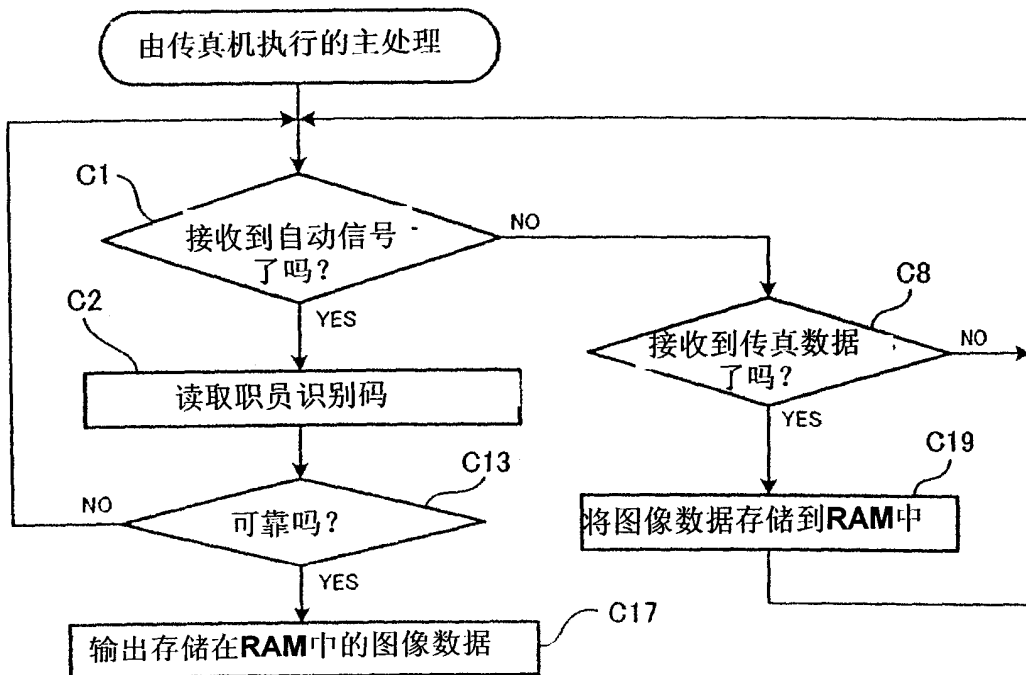 由传真机执行的主处理
C1
接收到自动信号
了吗?
NO
YES
C2
读取职员识别码
C13
可靠吗?
NO
YES
C17
输出存储在RAM中的图像数据
C8
接收到传真数据
了吗?
NO
YES
C19
将图像数据存储到RAM中